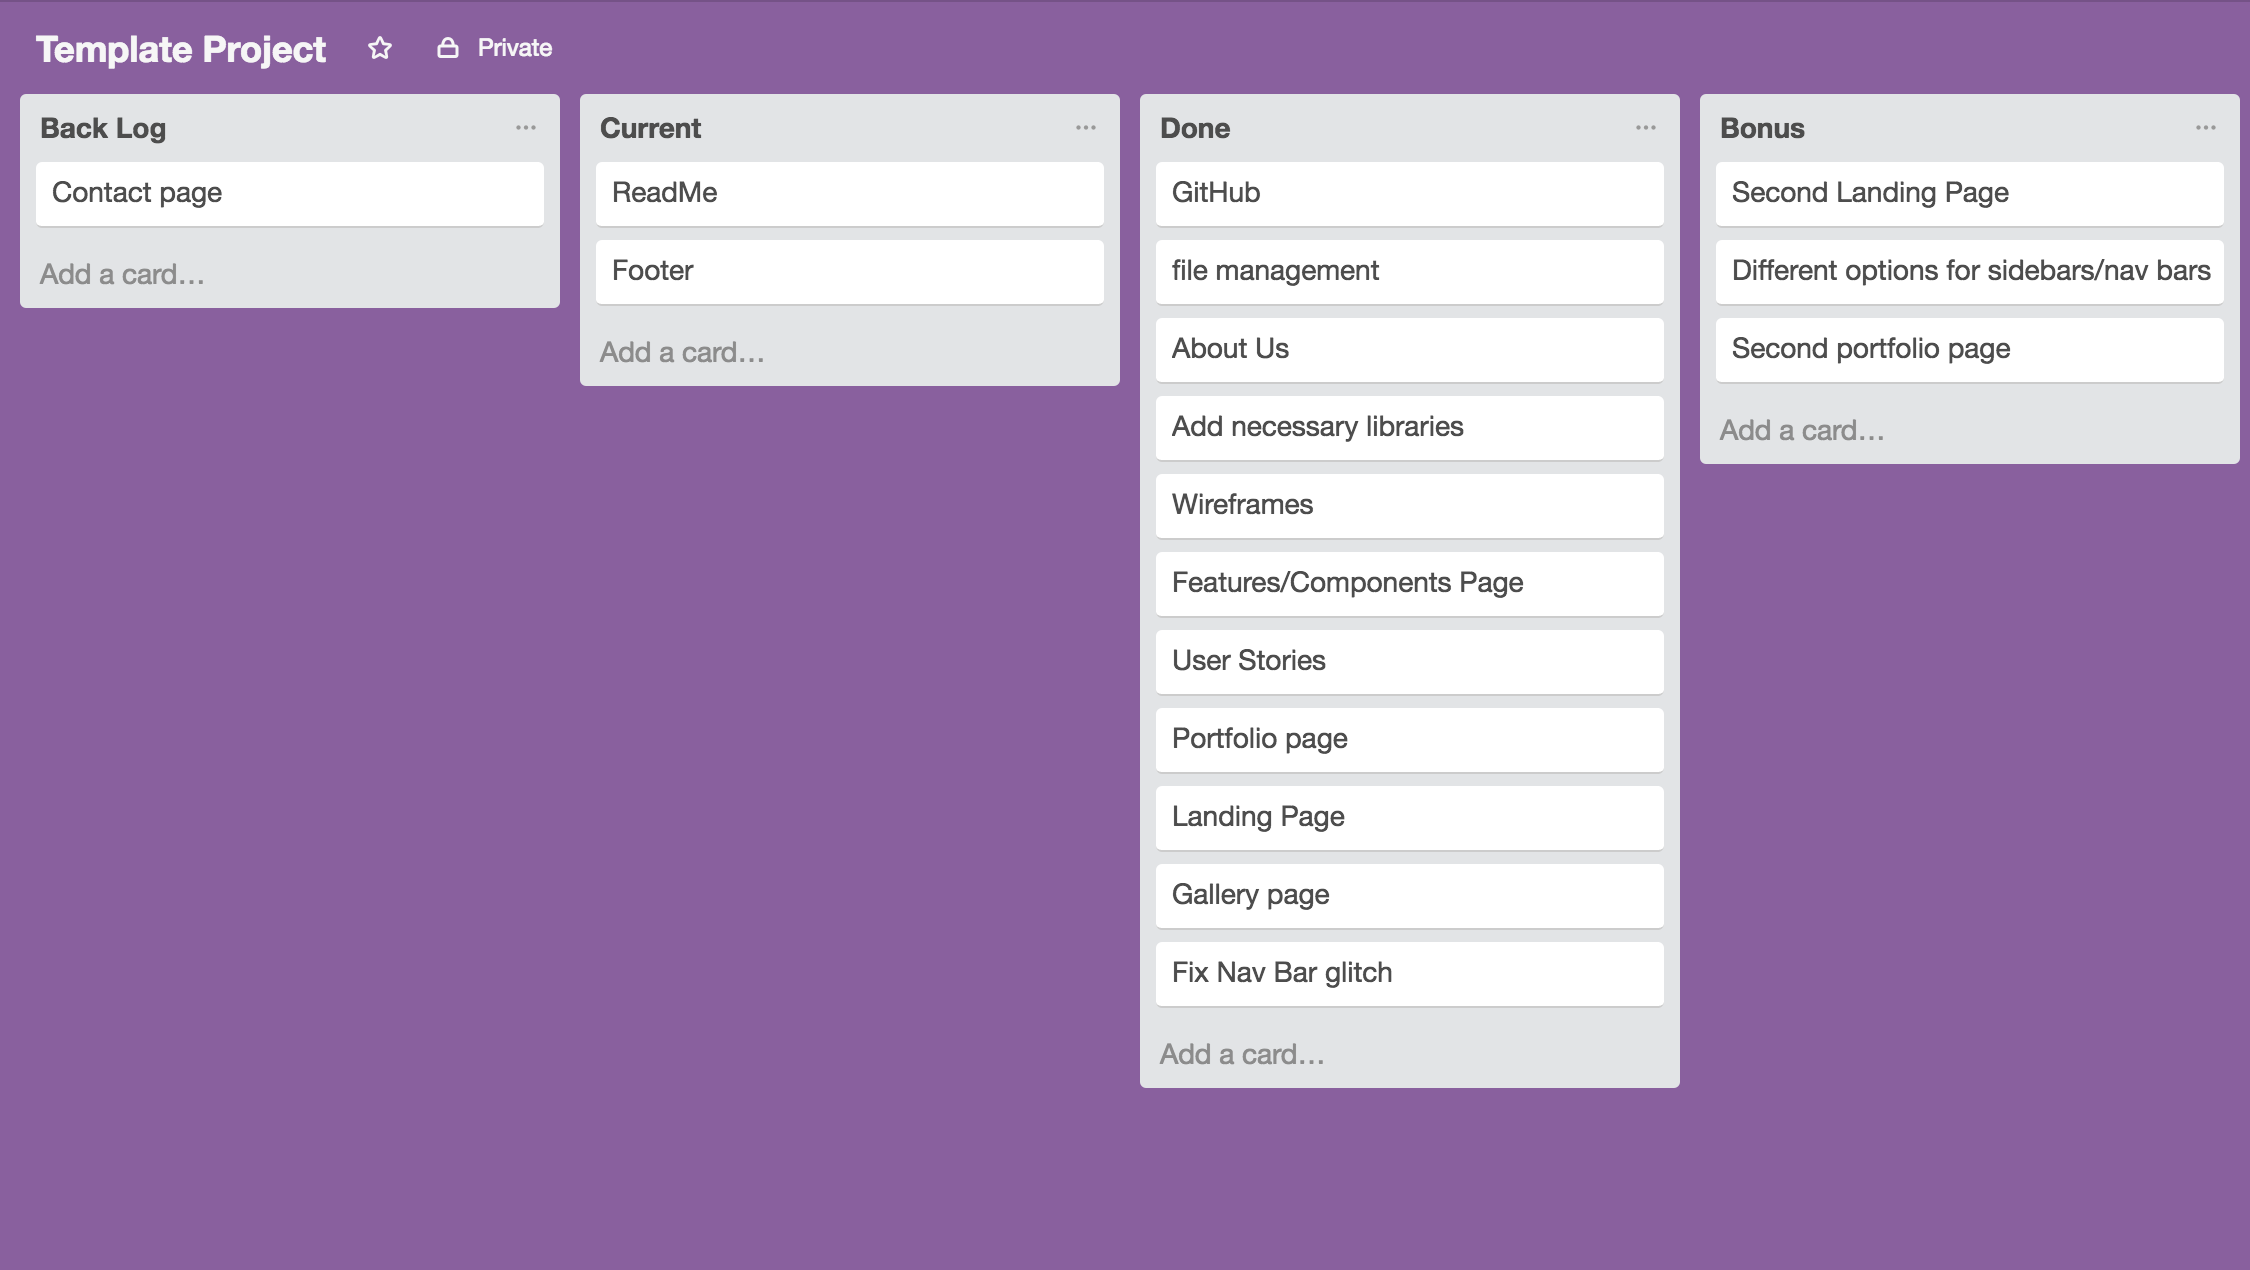 Template Project
Private
Back Log
Contact page
Add a card...
Current
ReadMe
Footer
Add a card...
Done
GitHub
file management
About Us
Add necessary libraries
Wireframes
Features/Components Page
User Stories
Portfolio page
Landing Page
Gallery page
Fix Nav Bar glitch
Add a card...
Bonus
Second Landing Page
Different options for sidebars/nav bars
Second portfolio page
Add a card...